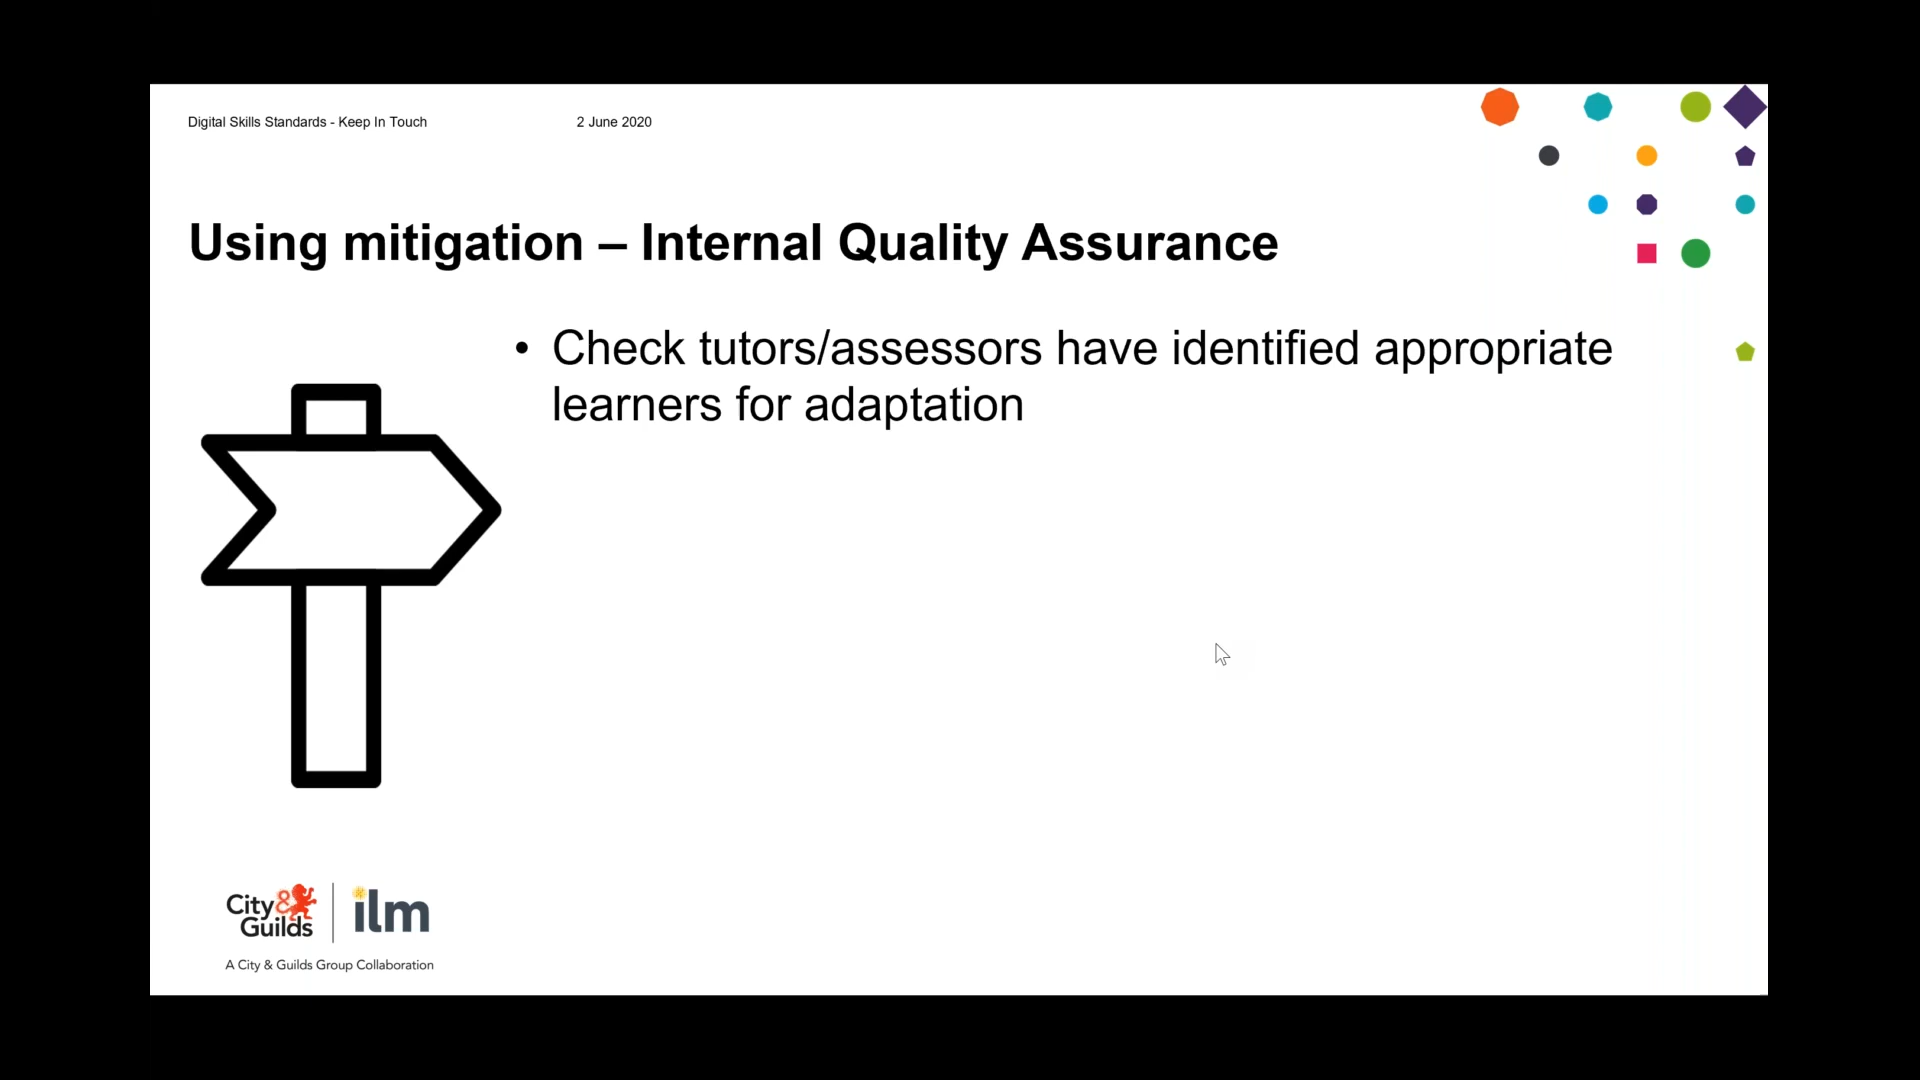 Digital Skills Standards - Keep In Touch 2 June 2020
Using mitigation – Internal Quality Assurance
• Check tutors/assessors have identified appropriate
learners for adaptation
City &
Guilds
ilm
A City & Guilds Group Collaboration